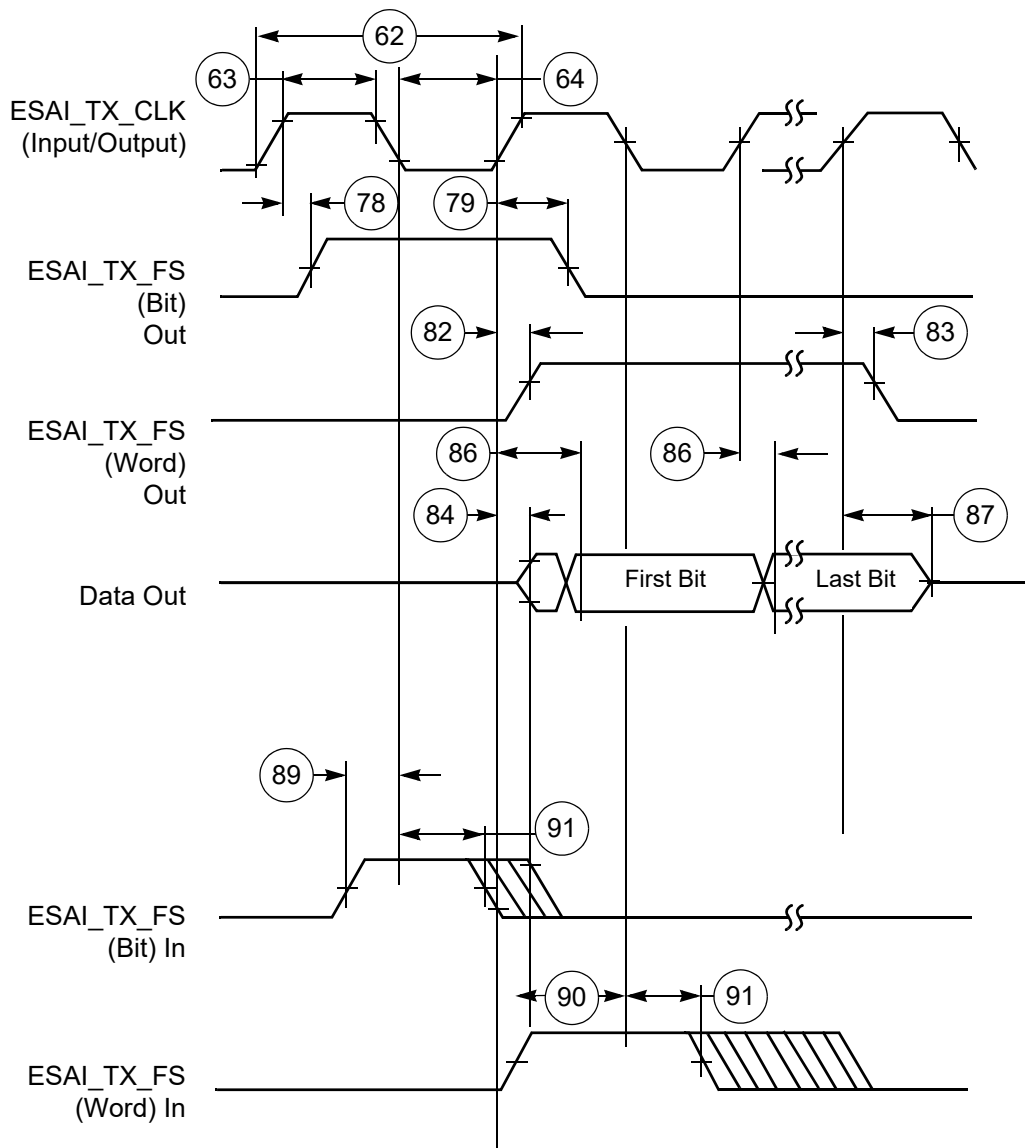 62
63
64
ESAI_TX_CLK
(Input/Output)
78
79
ESAI_TX_FS
(Bit)
Out
82
83
ESAI_TX_FS
(Word)
Out
86
86
84
87
Data Out
First Bit
Last Bit
89
91
ESAI_TX_FS
(Bit) In
90
91
ESAI_TX_FS
(Word) In